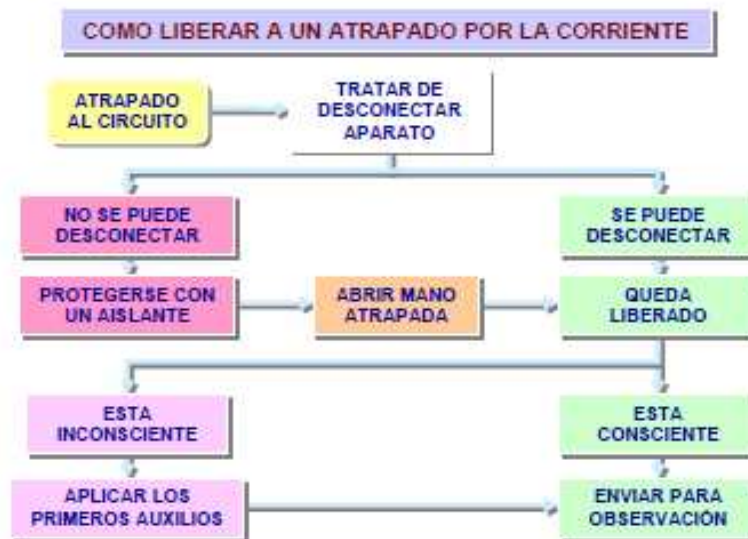 COMO LIBERAR A UN ATRAPADO POR LA CORRIENTE
ATRAPADO
AL CIRCUITO
TRATAR DE
DESCONECTAR
APARATO
NO SE PUEDE
DESCONECTAR
SE PUEDE
DESCONECTAR
PROTEGERSE CON
UN AISLANTE
ABRIR MANO
ATRAPADA
QUEDA
LIBERADO
ESTA
INCONSCIENTE
ESTA
CONSCIENTE
APLICAR LOS
PRIMEROS AUXILIOS
ENVIAR PARA
OBSERVACIÓN